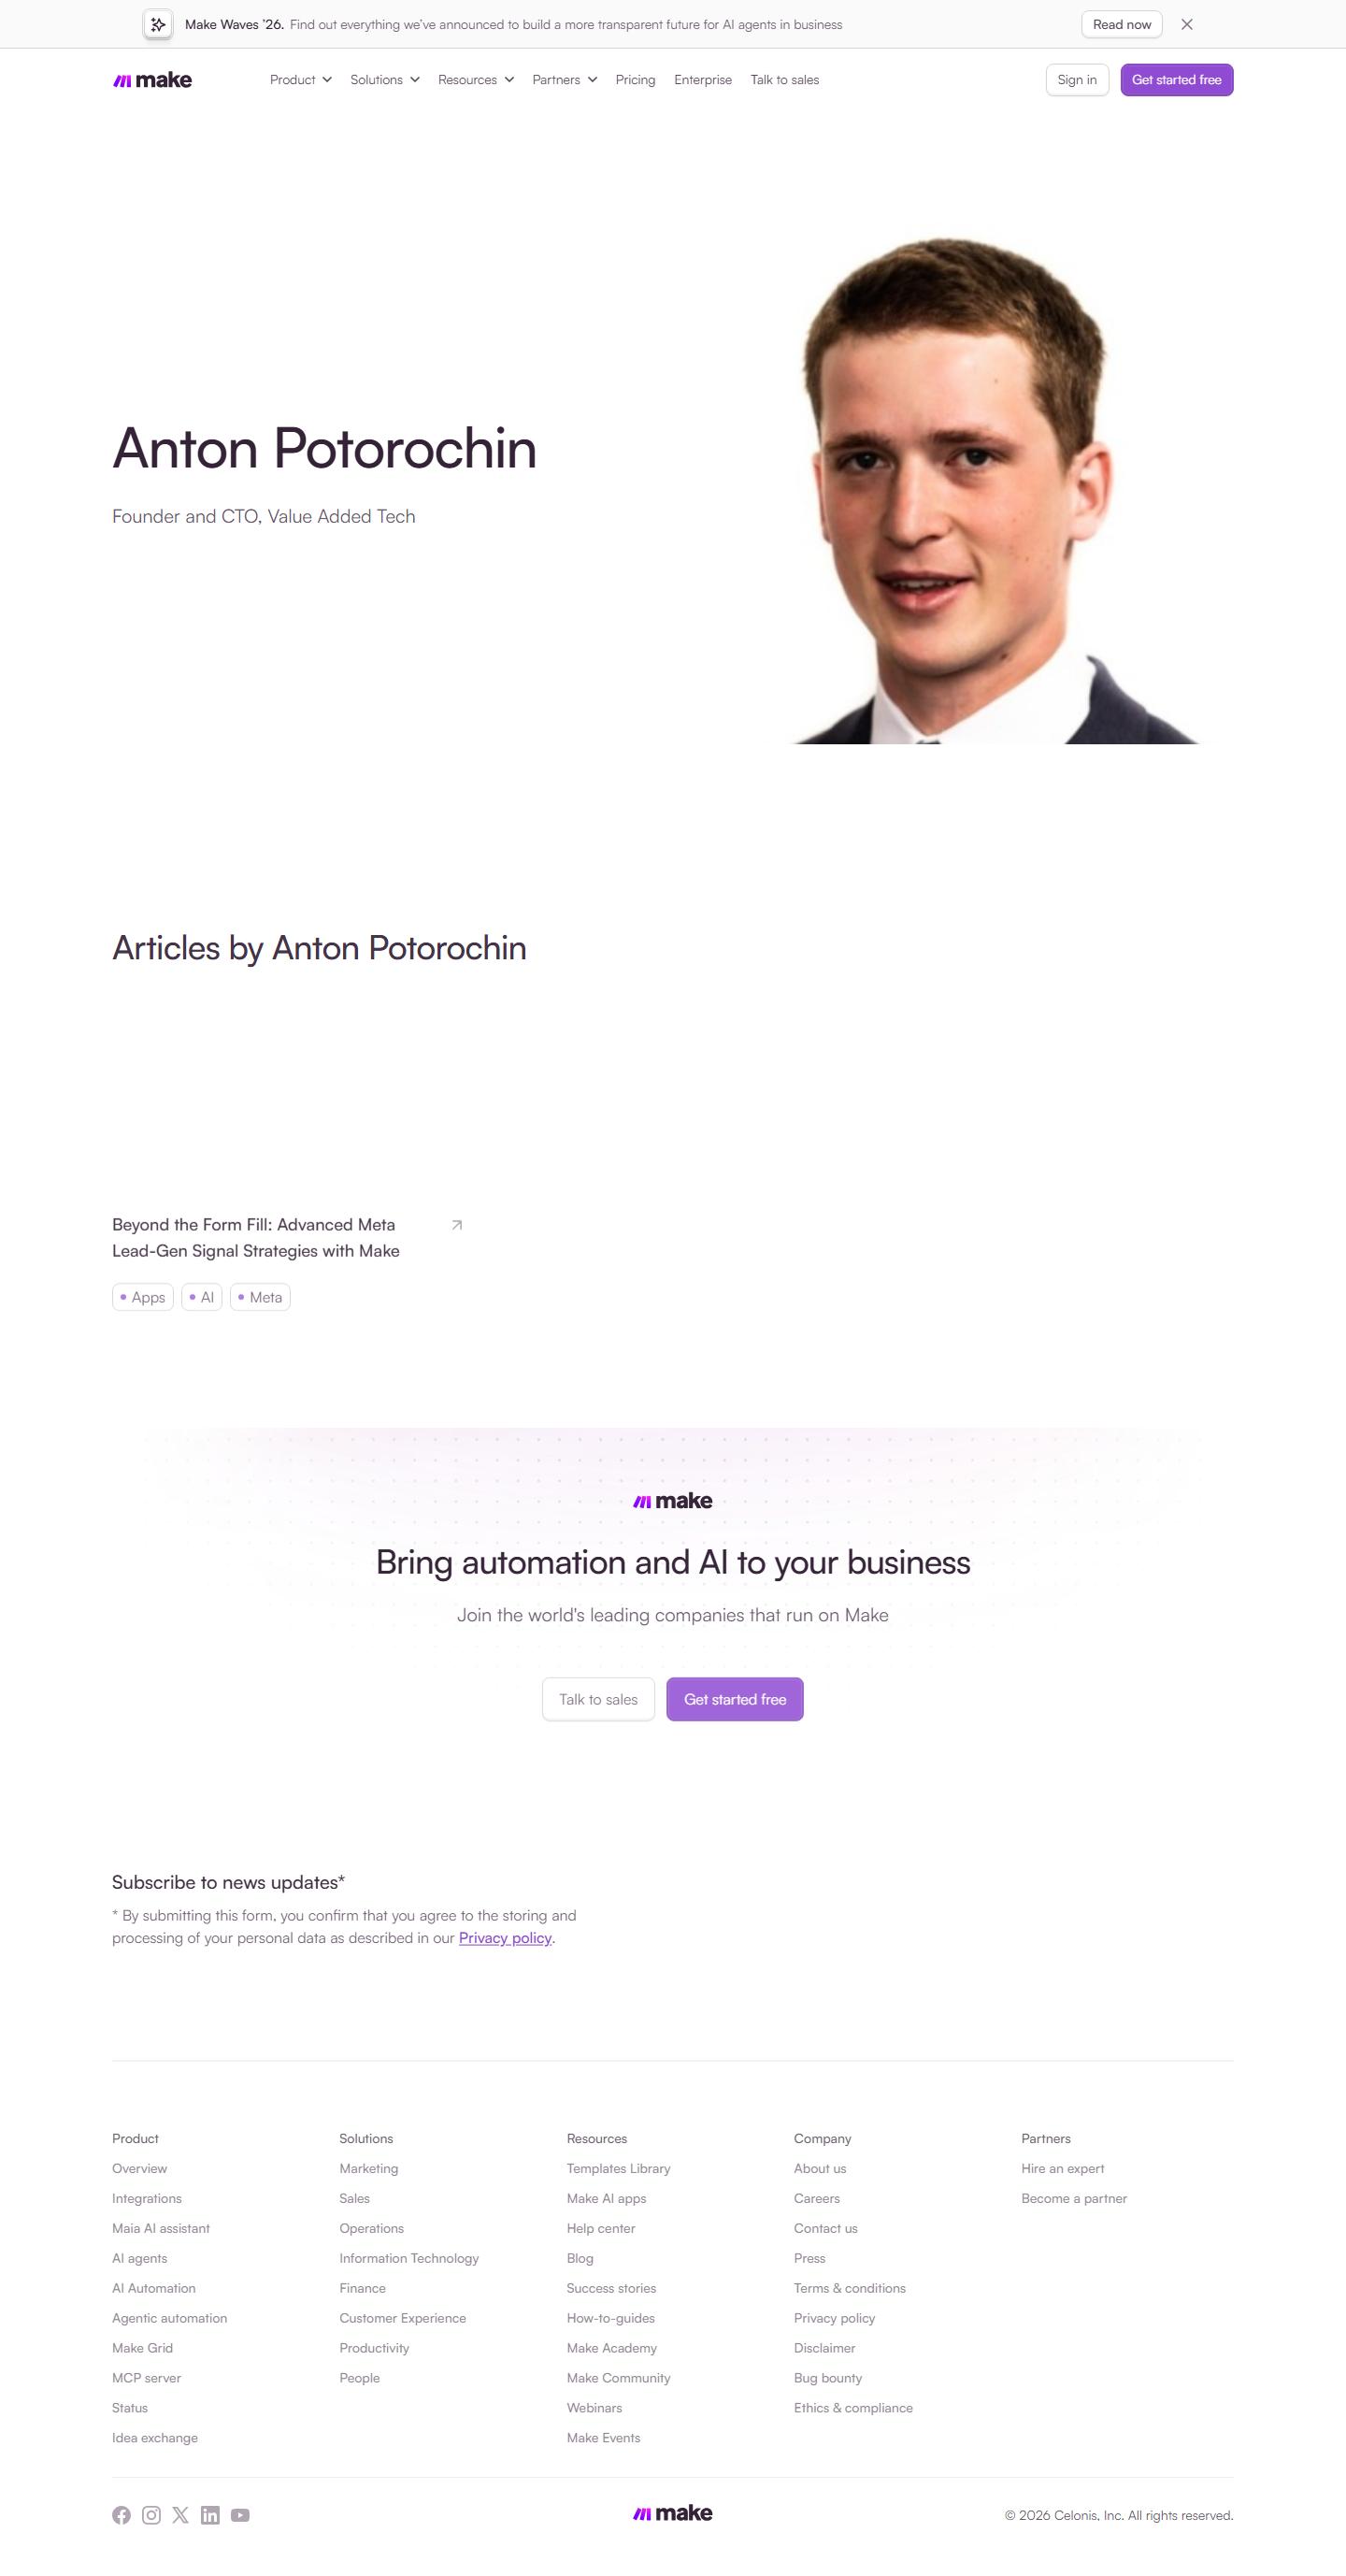 Make Waves '26. Find out everything we've announced to build a more transparent future for AI agents in business
Read now
make
Product
Solutions
Resources
Partners
Pricing
Enterprise
Talk to sales
Sign in
Get started free
Anton Potorochin
Founder and CTO, Value Added Tech
Articles by Anton Potorochin
Beyond the Form Fill: Advanced Meta
Lead-Gen Signal Strategies with Make
Apps
AI
Meta
make
Bring automation and AI to your business
Join the world's leading companies that run on Make
Talk to sales
Get started free
Subscribe to news updates*
* By submitting this form, you confirm that you agree to the storing and
processing of your personal data as described in our Privacy policy.
Product
Overview
Integrations
Maia AI assistant
AI agents
AI Automation
Agentic automation
Make Grid
MCP server
Status
Idea exchange
Solutions
Marketing
Sales
Operations
Information Technology
Finance
Customer Experience
Productivity
People
Resources
Templates Library
Make AI apps
Help center
Blog
Success stories
How-to-guides
Make Academy
Make Community
Webinars
Make Events
Company
About us
Careers
Contact us
Press
Terms & conditions
Privacy policy
Disclaimer
Bug bounty
Ethics & compliance
Partners
Hire an expert
Become a partner
make
© 2026 Celonis, Inc. All rights reserved.